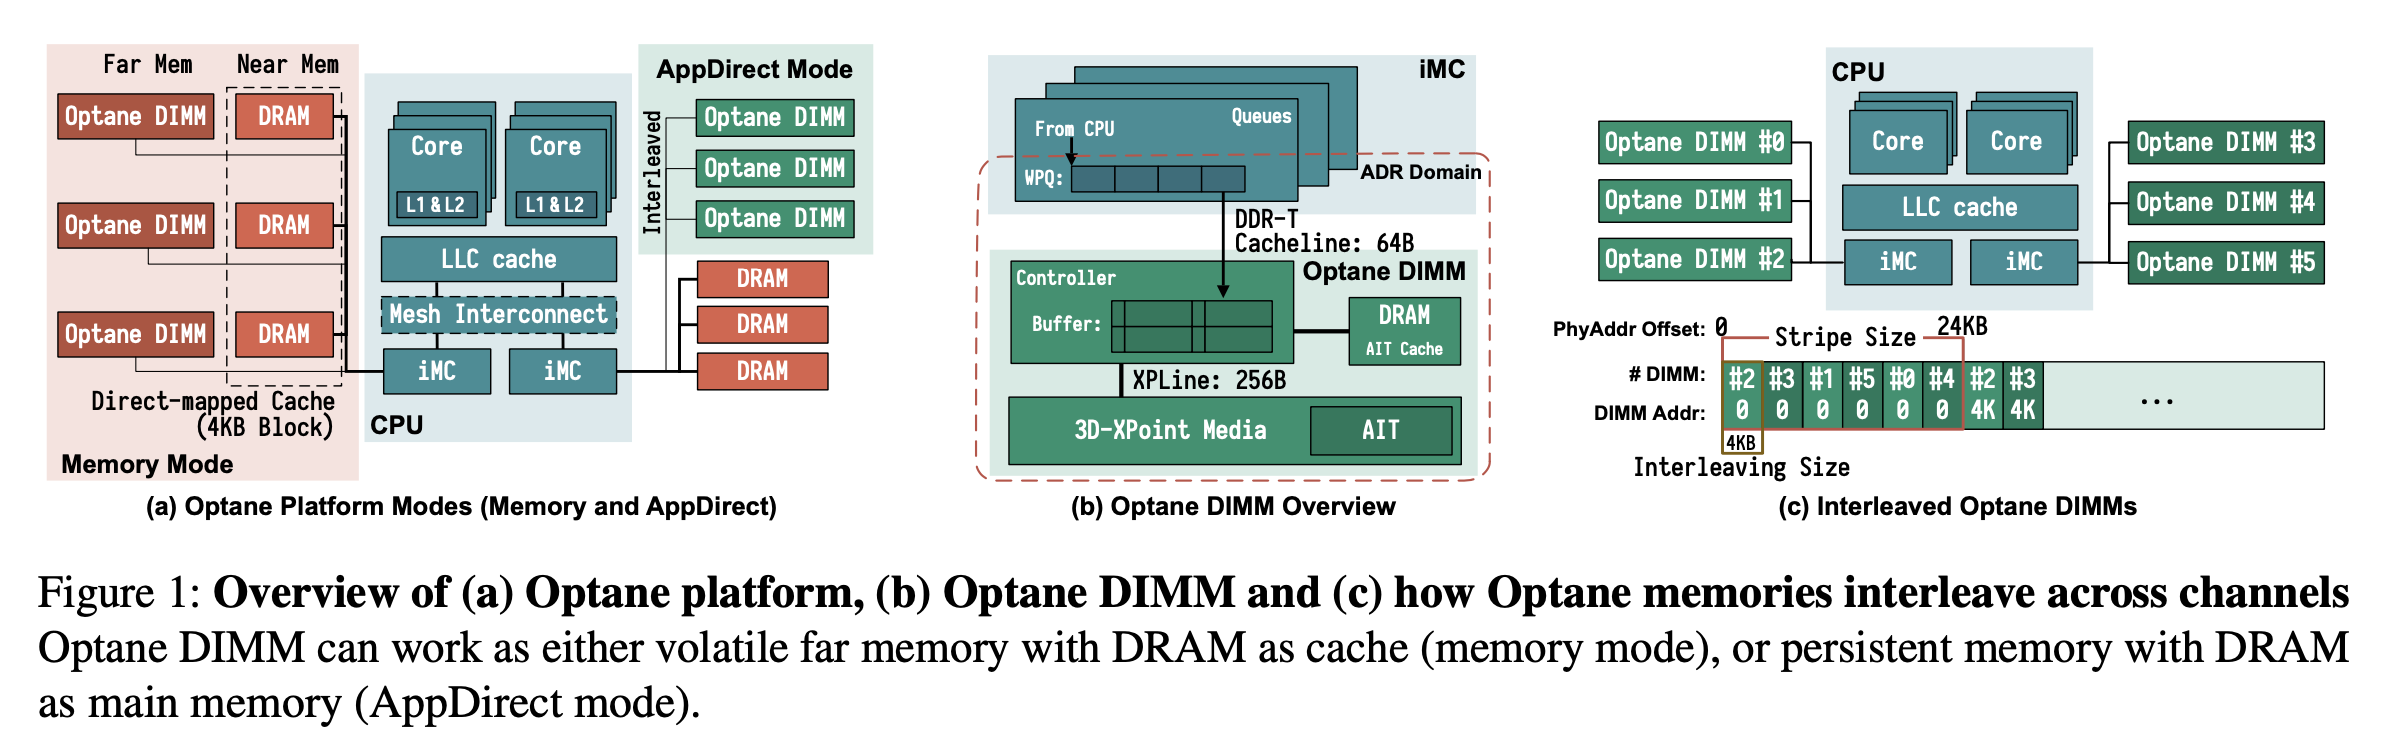 Far Mem
Near Mem
Optane DIMM
DRAM
Optane DIMM
DRAM
Optane DIMM
DRAM
Direct-mapped Cache
(4KB Block)
Memory Mode
Core
Core
L1&L2
L1&L2
LLC cache
Mesh Interconnect
iMC
iMC
CPU
AppDirect Mode
Interleaved
Optane DIMM
Optane DIMM
Optane DIMM
DRAM
DRAM
DRAM
(a) Optane Platform Modes (Memory and AppDirect)
iMC
Queues
From CPU
WPQ:
ADR Domain
DDR-T
Cacheline: 64B
Optane DIMM
Controller
Buffer:
DRAM
AIT Cache
XPLine: 256B
3D-XPoint Media
AIT
(b) Optane DIMM Overview
CPU
Core
Core
LLC cache
iMC
iMC
Optane DIMM #0
Optane DIMM #1
Optane DIMM #2
Optane DIMM #3
Optane DIMM #4
Optane DIMM #5
PhyAddr Offset: 0 Stripe Size 24KB
# DIMM: #2 #3 #1 #5 #0 #4 #2 #3
DIMM Addr: 0 0 0 0 0 0 4K 4K ...
4KB
Interleaving Size
(c) Interleaved Optane DIMMs
Figure 1: Overview of (a) Optane platform, (b) Optane DIMM and (c) how Optane memories interleave across channels
Optane DIMM can work as either volatile far memory with DRAM as cache (memory mode), or persistent memory with DRAM
as main memory (AppDirect mode).